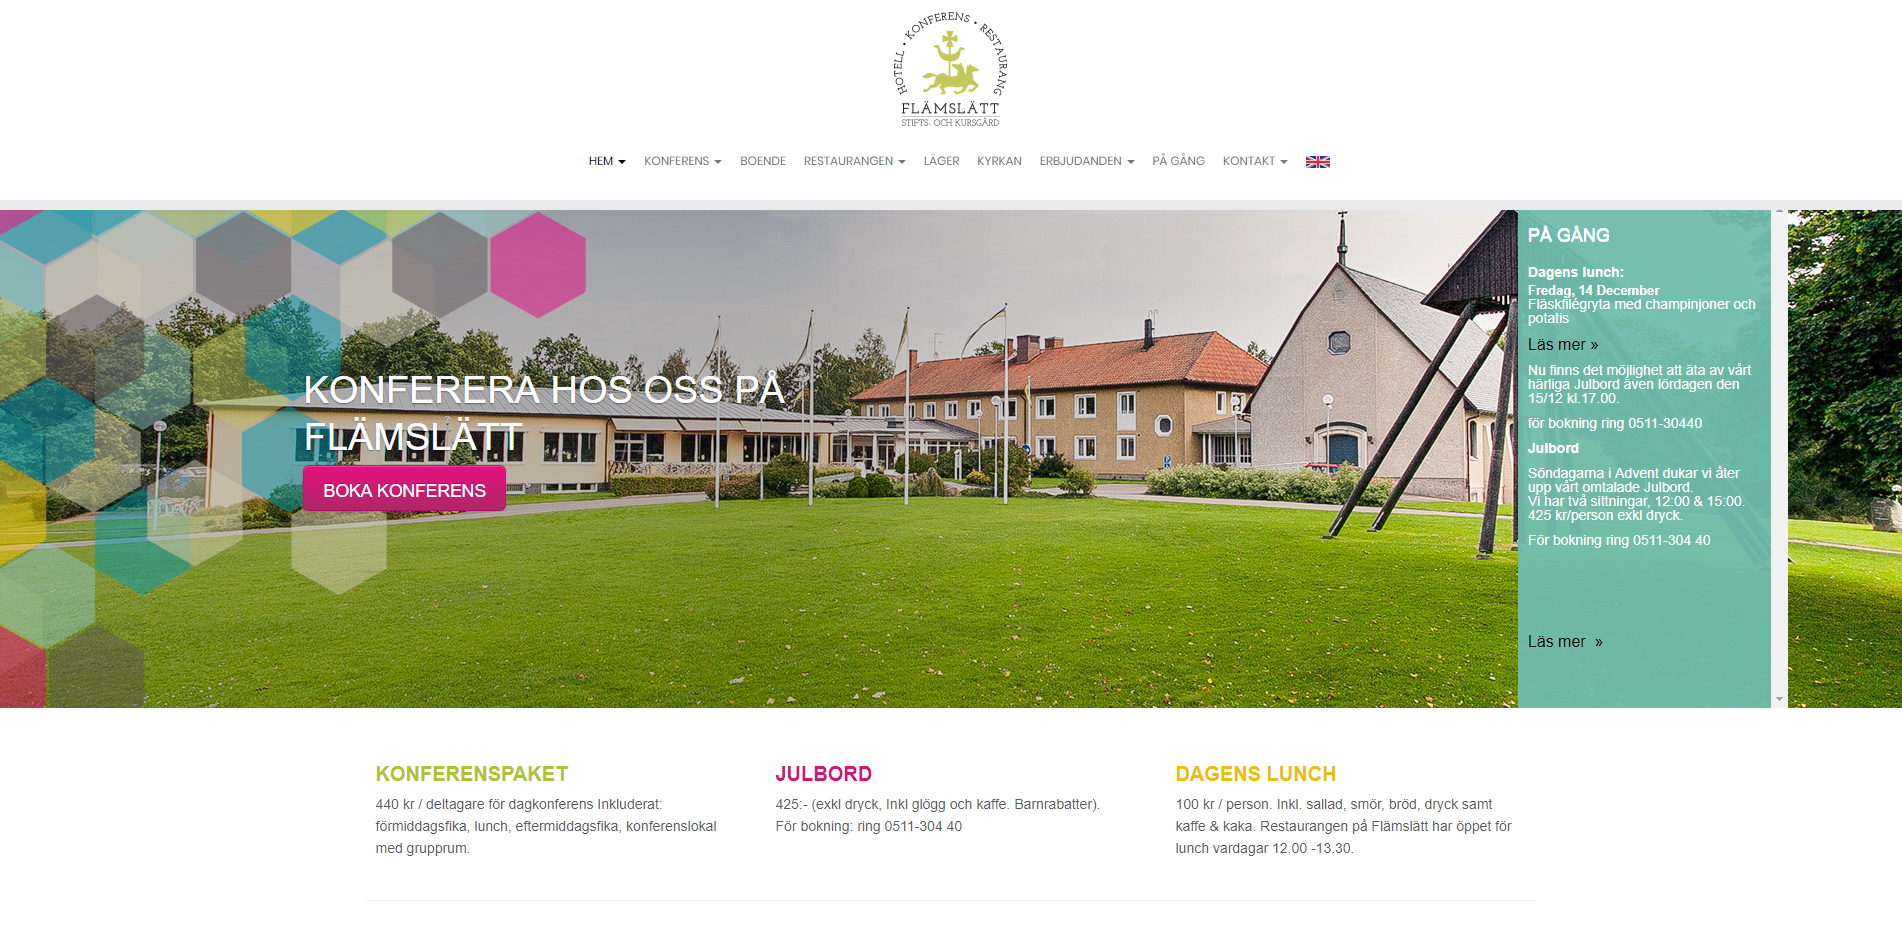 HOTELL • KONFERENS • RESTAURANG
FLÄMSLÄTT
STIFTS- OCH KURSGÅRD
HEM KONFERENS BOENDE RESTAURANGEN LÄGER KYRKAN ERBJUDANDEN PÅ GÅNG KONTAKT
KONFERERA HOS OSS PÅ
FLÄMSLÄTT
BOKA KONFERENS
PÅ GÅNG
Dagens lunch:
Fredag, 14 December
Fläskfilégryta med champinjoner och
potatis
Läs mer »
Nu finns det möjlighet att äta av vårt
härliga Julbord även lördagen den
15/12 kl.17.00.
för bokning ring 0511-30440
Julbord
Söndagarna i Advent dukar vi åter
upp vårt omtalade Julbord.
Vi har två sittningar, 12:00 & 15:00.
425 kr/person exkl dryck.
För bokning ring 0511-304 40
Läs mer »
KONFERENSPAKET
440 kr / deltagare för dagkonferens Inkluderat:
förmiddagsfika, lunch, eftermiddagsfika, konferenslokal
med grupprum.
JULBORD
425:- (exkl dryck, Inkl glögg och kaffe. Barnrabatter).
För bokning: ring 0511-304 40
DAGENS LUNCH
100 kr / person. Inkl. sallad, smör, bröd, dryck samt
kaffe & kaka. Restaurangen på Flämslätt har öppet för
lunch vardagar 12.00 -13.30.